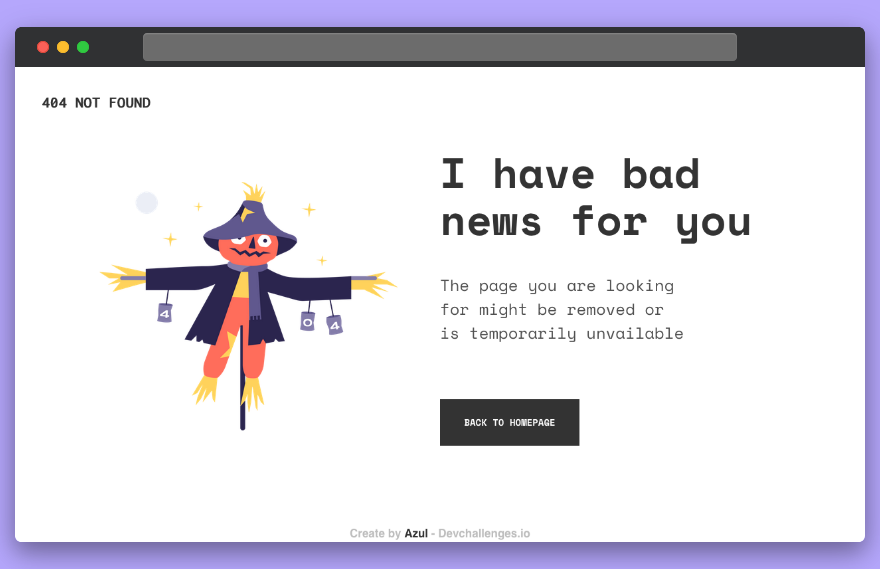 404 NOT FOUND
I have bad
news for you
4
0
4
The page you are looking
for might be removed or
is temporarily unvailable
BACK TO HOMEPAGE
Create by Azul - Devchallenges.io